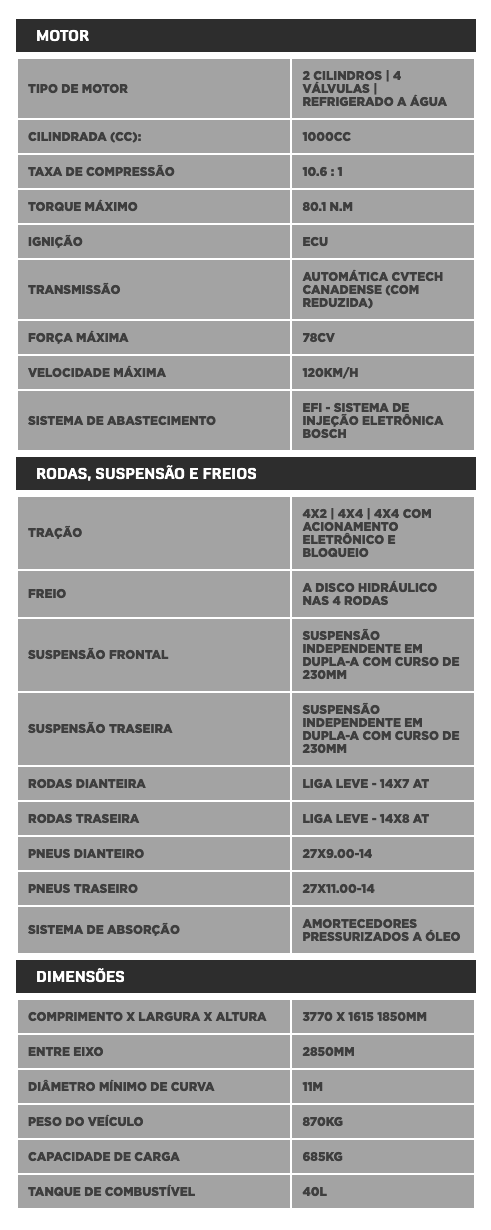 MOTOR
TIPO DE MOTOR
2 CILINDROS | 4
VÁLVULAS |
REFRIGERADO A ÁGUA
CILINDRADA (CC):
1000CC
TAXA DE COMPRESSÃO
10.6 : 1
TORQUE MÁXIMO
80.1 N.M
IGNIÇÃO
ECU
TRANSMISSÃO
AUTOMÁTICA CVTECH
CANADENSE (COM
REDUZIDA)
FORÇA MÁXIMA
78CV
VELOCIDADE MÁXIMA
120KM/H
SISTEMA DE ABASTECIMENTO
EFI - SISTEMA DE
INJEÇÃO ELETRÔNICA
BOSCH
RODAS, SUSPENSÃO E FREIOS
TRAÇÃO
4X2 | 4X4 | 4X4 COM
ACIONAMENTO
ELETRÔNICO E
BLOQUEIO
FREIO
A DISCO HIDRÁULICO
NAS 4 RODAS
SUSPENSÃO FRONTAL
SUSPENSÃO
INDEPENDENTE EM
DUPLA-A COM CURSO DE
230MM
SUSPENSÃO TRASEIRA
SUSPENSÃO
INDEPENDENTE EM
DUPLA-A COM CURSO DE
230MM
RODAS DIANTEIRA
LIGA LEVE - 14X7 AT
RODAS TRASEIRA
LIGA LEVE - 14X8 AT
PNEUS DIANTEIRO
27X9.00-14
PNEUS TRASEIRO
27X11.00-14
SISTEMA DE ABSORÇÃO
AMORTECEDORES
PRESSURIZADOS A ÓLEO
DIMENSÕES
COMPRIMENTO X LARGURA X ALTURA
3770 X 1615 1850MM
ENTRE EIXO
2850MM
DIÂMETRO MÍNIMO DE CURVA
11M
PESO DO VEÍCULO
870KG
CAPACIDADE DE CARGA
685KG
TANQUE DE COMBUSTÍVEL
40L